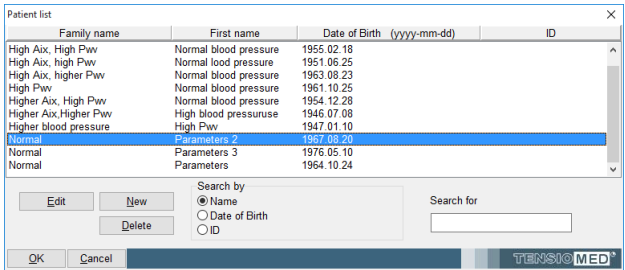 Patient list
Family name First name Date of Birth (yyyy-mm-dd) ID
High Aix, High Pwv Normal blood pressure 1955.02.18
High Aix, high Pwv Normal lood pressure 1951.06.25
High Aix, higher Pwv Normal blood pressure 1963.08.23
High Pwv Normal blood pressure 1961.10.25
Higher Aix, High Pwv Normal blood pressure 1954.12.28
Higher Aix,Higher Pwv High blood pressuruse 1946.07.08
Higher blood pressure High Pwv 1947.01.10
Normal Parameters 2 1967.08.20
Normal Parameters 3 1976.05.10
Normal Parameters 1964.10.24
Search by
Edit New Name Search for
Date of Birth
Delete
ID
OK Cancel TENSIOMED